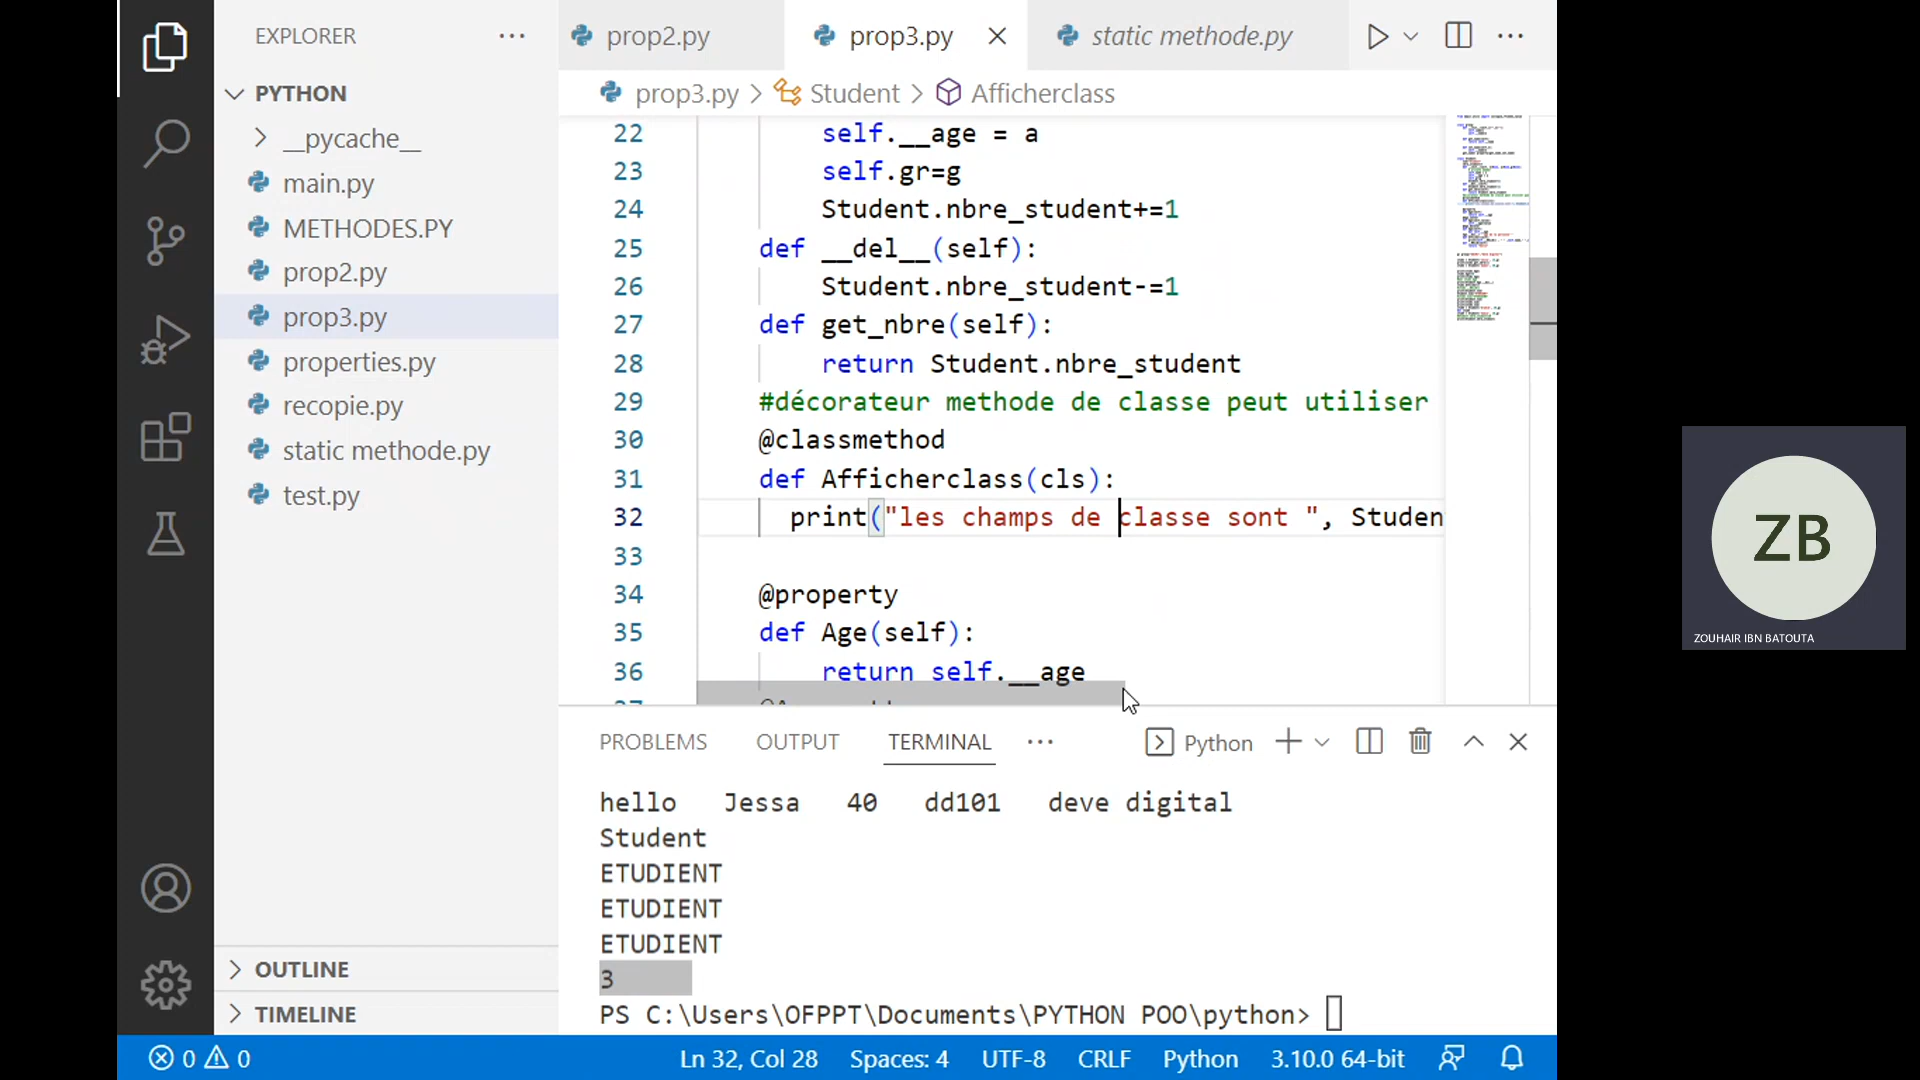 EXPLORER
PYTHON
__pycache__
main.py
METHODES.PY
prop2.py
prop3.py
properties.py
recopie.py
static methode.py
test.py
OUTLINE
TIMELINE
prop2.py
prop3.py
static methode.py
prop3.py > Student > Afficherclass
22 self.__age = a
23 self.gr=g
24 Student.nbre_student+=1
25 def __del__(self):
26 Student.nbre_student-=1
27 def get_nbre(self):
28 return Student.nbre_student
29 #décorateur methode de classe peut utiliser
30 @classmethod
31 def Afficherclass(cls):
32 print("les champs de classe sont ", Studen
33
34 @property
35 def Age(self):
36 return self.__age
PROBLEMS OUTPUT TERMINAL
Python
hello Jessa 40 dd101 deve digital
Student
ETUDIENT
ETUDIENT
ETUDIENT
3
PS C:\Users\OFPPT\Documents\PYTHON POO\python>
0 0 Ln 32, Col 28 Spaces: 4 UTF-8 CRLF Python 3.10.0 64-bit
ZB
ZOUHAIR IBN BATOUTA